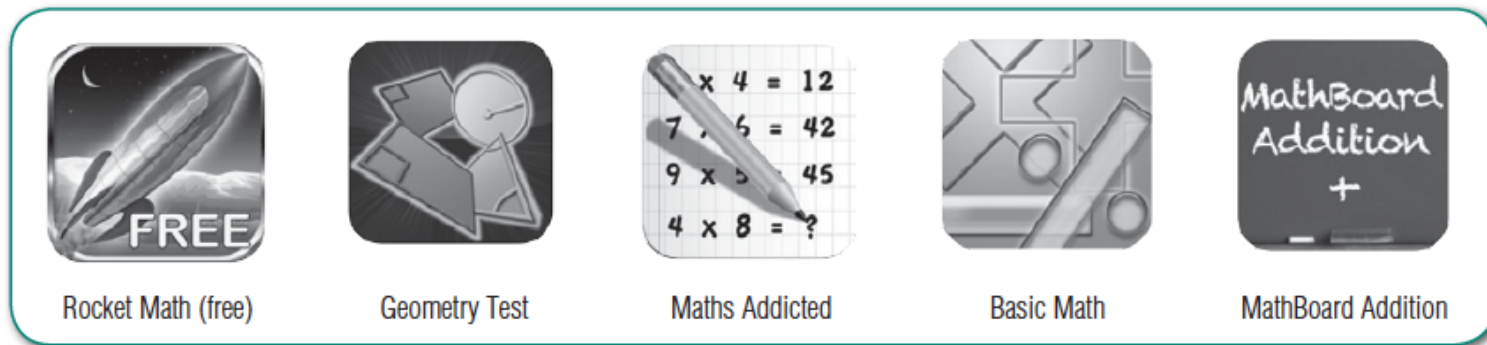 FREE
x 4 = 12
7 6 = 42
9 x 5 45
4 x 8 = ?
MathBoard
Addition
+
Rocket Math (free)
Geometry Test
Maths Addicted
Basic Math
MathBoard Addition